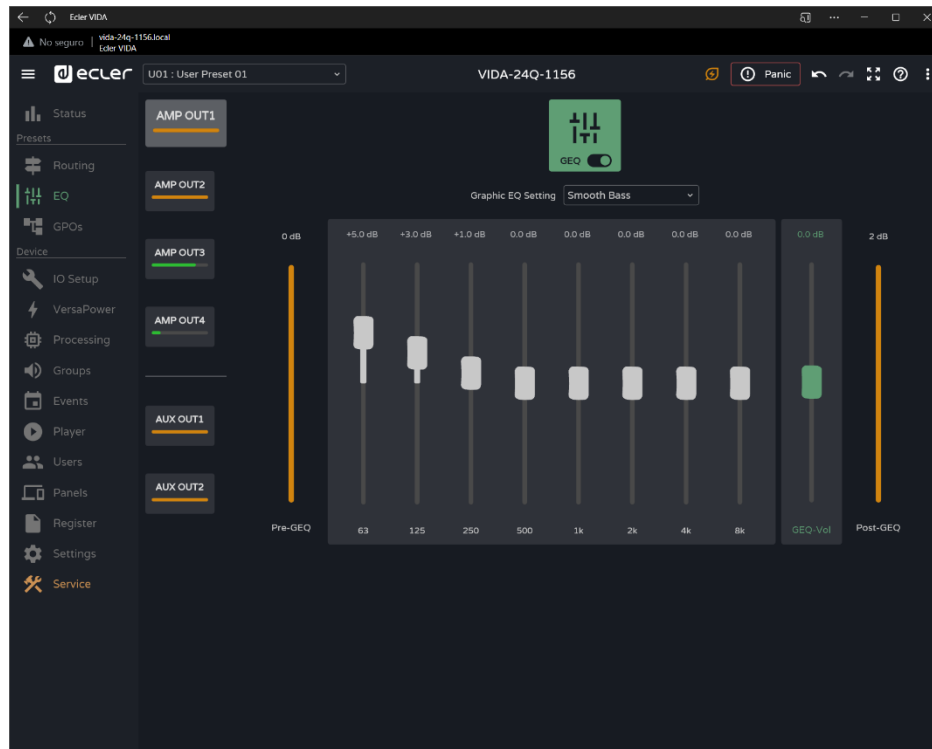 Ecler VIDA
No seguro
vida-24q-1156.local
Ecler VIDA
ecler
U01 : User Preset 01
VIDA-24Q-1156
Panic
Status
Presets
Routing
EQ
GPOs
Device
IO Setup
VersaPower
Processing
Groups
Events
Player
Users
Panels
Register
Settings
Service
AMP OUT1
AMP OUT2
AMP OUT3
AMP OUT4
AUX OUT1
AUX OUT2
GEQ
Graphic EQ Setting Smooth Bass
0 dB +5.0 dB +3.0 dB +1.0 dB 0.0 dB 0.0 dB 0.0 dB 0.0 dB 0.0 dB 0.0 dB 2 dB
Pre-GEQ 63 125 250 500 1k 2k 4k 8k GEQ-Vol Post-GEQ